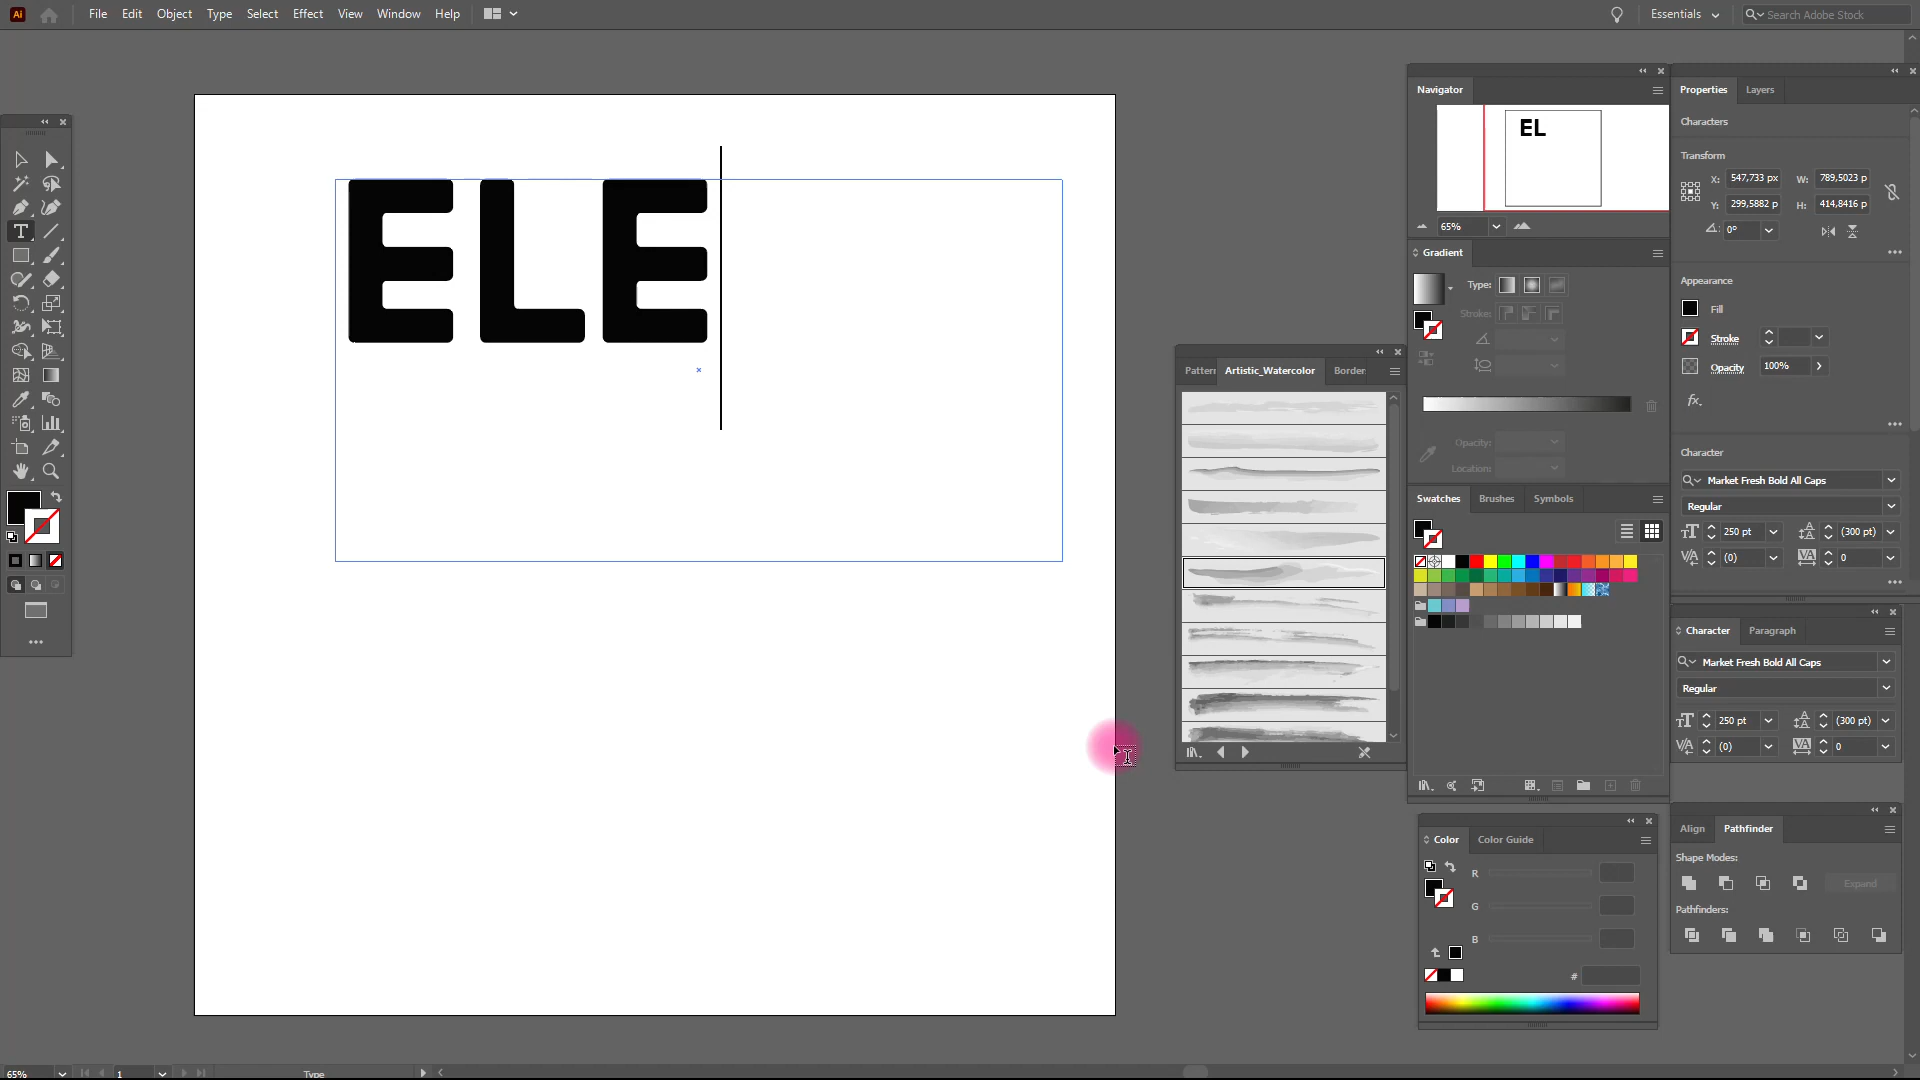 Ai File Edit Object Type Select Effect View Window Help Essentials Search Adobe Stock
Navigator
EL
65%
Properties Layers
Characters
Transform
X: 547,733 px W: 789,5023 p
Y: 299,5882 p H: 414,8416 p
0°
Appearance
Fill
Stroke
Opacity 100%
fx.
Character
Market Fresh Bold All Caps
Regular
250 pt (300 pt)
(0) 0
Gradient
Type:
Stroke:
Opacity:
Location:
ELE
Pattern Artistic_Watercolor Border
Swatches Brushes Symbols
Character Paragraph
Market Fresh Bold All Caps
Regular
250 pt (300 pt)
(0) 0
Color Color Guide
R
G
B
#
Align Pathfinder
Shape Modes:
Expand
Pathfinders:
65% 1 Type